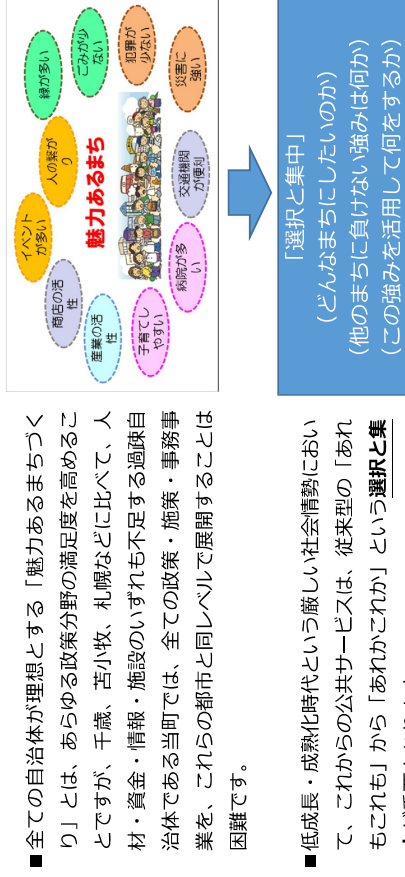 ■全ての自治体が理想とする「魅力あるまちづく
り」とは、あらゆる政策分野の満足度を高めるこ
とですが、千歳、苫小牧、札幌などに比べて、人
材・資金・情報・施設のいずれも不足する過疎自
治体である当町では、全ての政策・施策・事務事
業を、これらの都市と同レベルで展開することは
困難です。
■低成長・成熟化時代という厳しい社会情勢におい
て、これからの公共サービスは、従来型の「あれ
もこれも」から「あれかこれか」という選択と集
イベント
が多い
人の繋が
り
緑が多い
ごみが少
ない
商店の活
性
魅力あるまち
犯罪が
少ない
産業の活
性
災害に
強い
子育てし
やすい
病院が多
い
交通機関
が便利
「選択と集中」
（どんなまちにしたいのか）
（他のまちに負けない強みは何か）
（この強みを活用して何をするか）